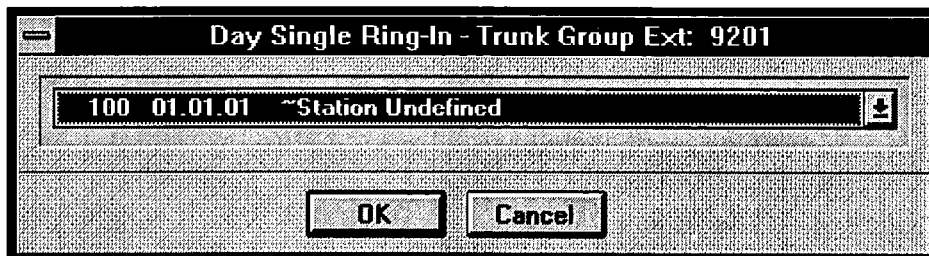 Day Single Ring-In - Trunk Group Ext: 9201
100 01.01.01 ~Station Undefined
OK Cancel